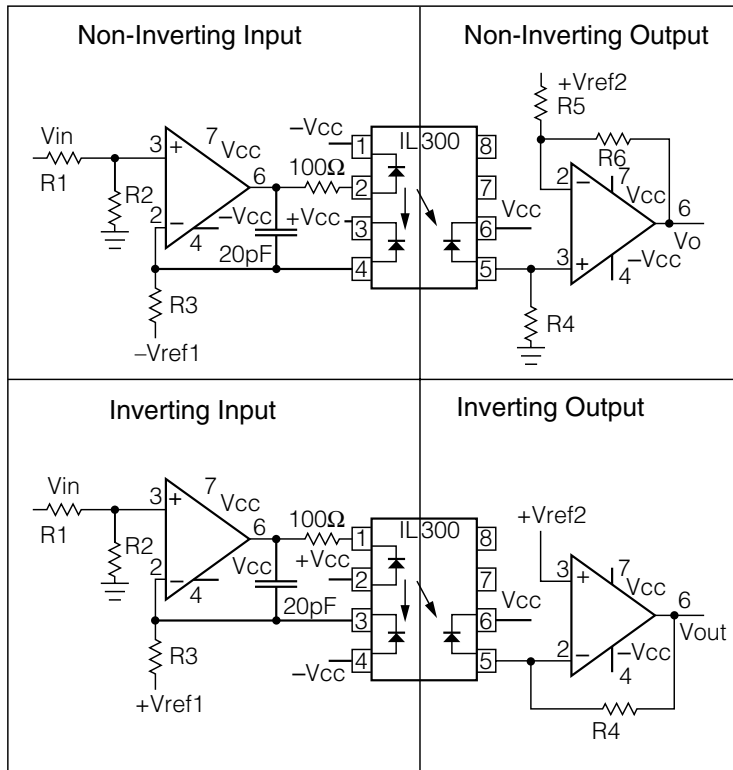 Non-Inverting Input
Non-Inverting Output
Vin
R1
R2
3
+
7
Vcc
6
2
−
–Vcc
4
20pF
R3
–Vref1
100Ω
–Vcc
+Vcc
1
2
3
4
IL300
8
7
6
5
Vcc
+Vref2
R5
R6
2
−
7
Vcc
6
Vo
3
+
–Vcc
4
R4
Inverting Input
Inverting Output
Vin
R1
R2
3
+
7
Vcc
6
2
−
Vcc
4
20pF
R3
+Vref1
100Ω
+Vcc
–Vcc
1
2
3
4
IL300
8
7
6
5
Vcc
+Vref2
3
+
7
Vcc
6
Vout
2
−
–Vcc
4
R4